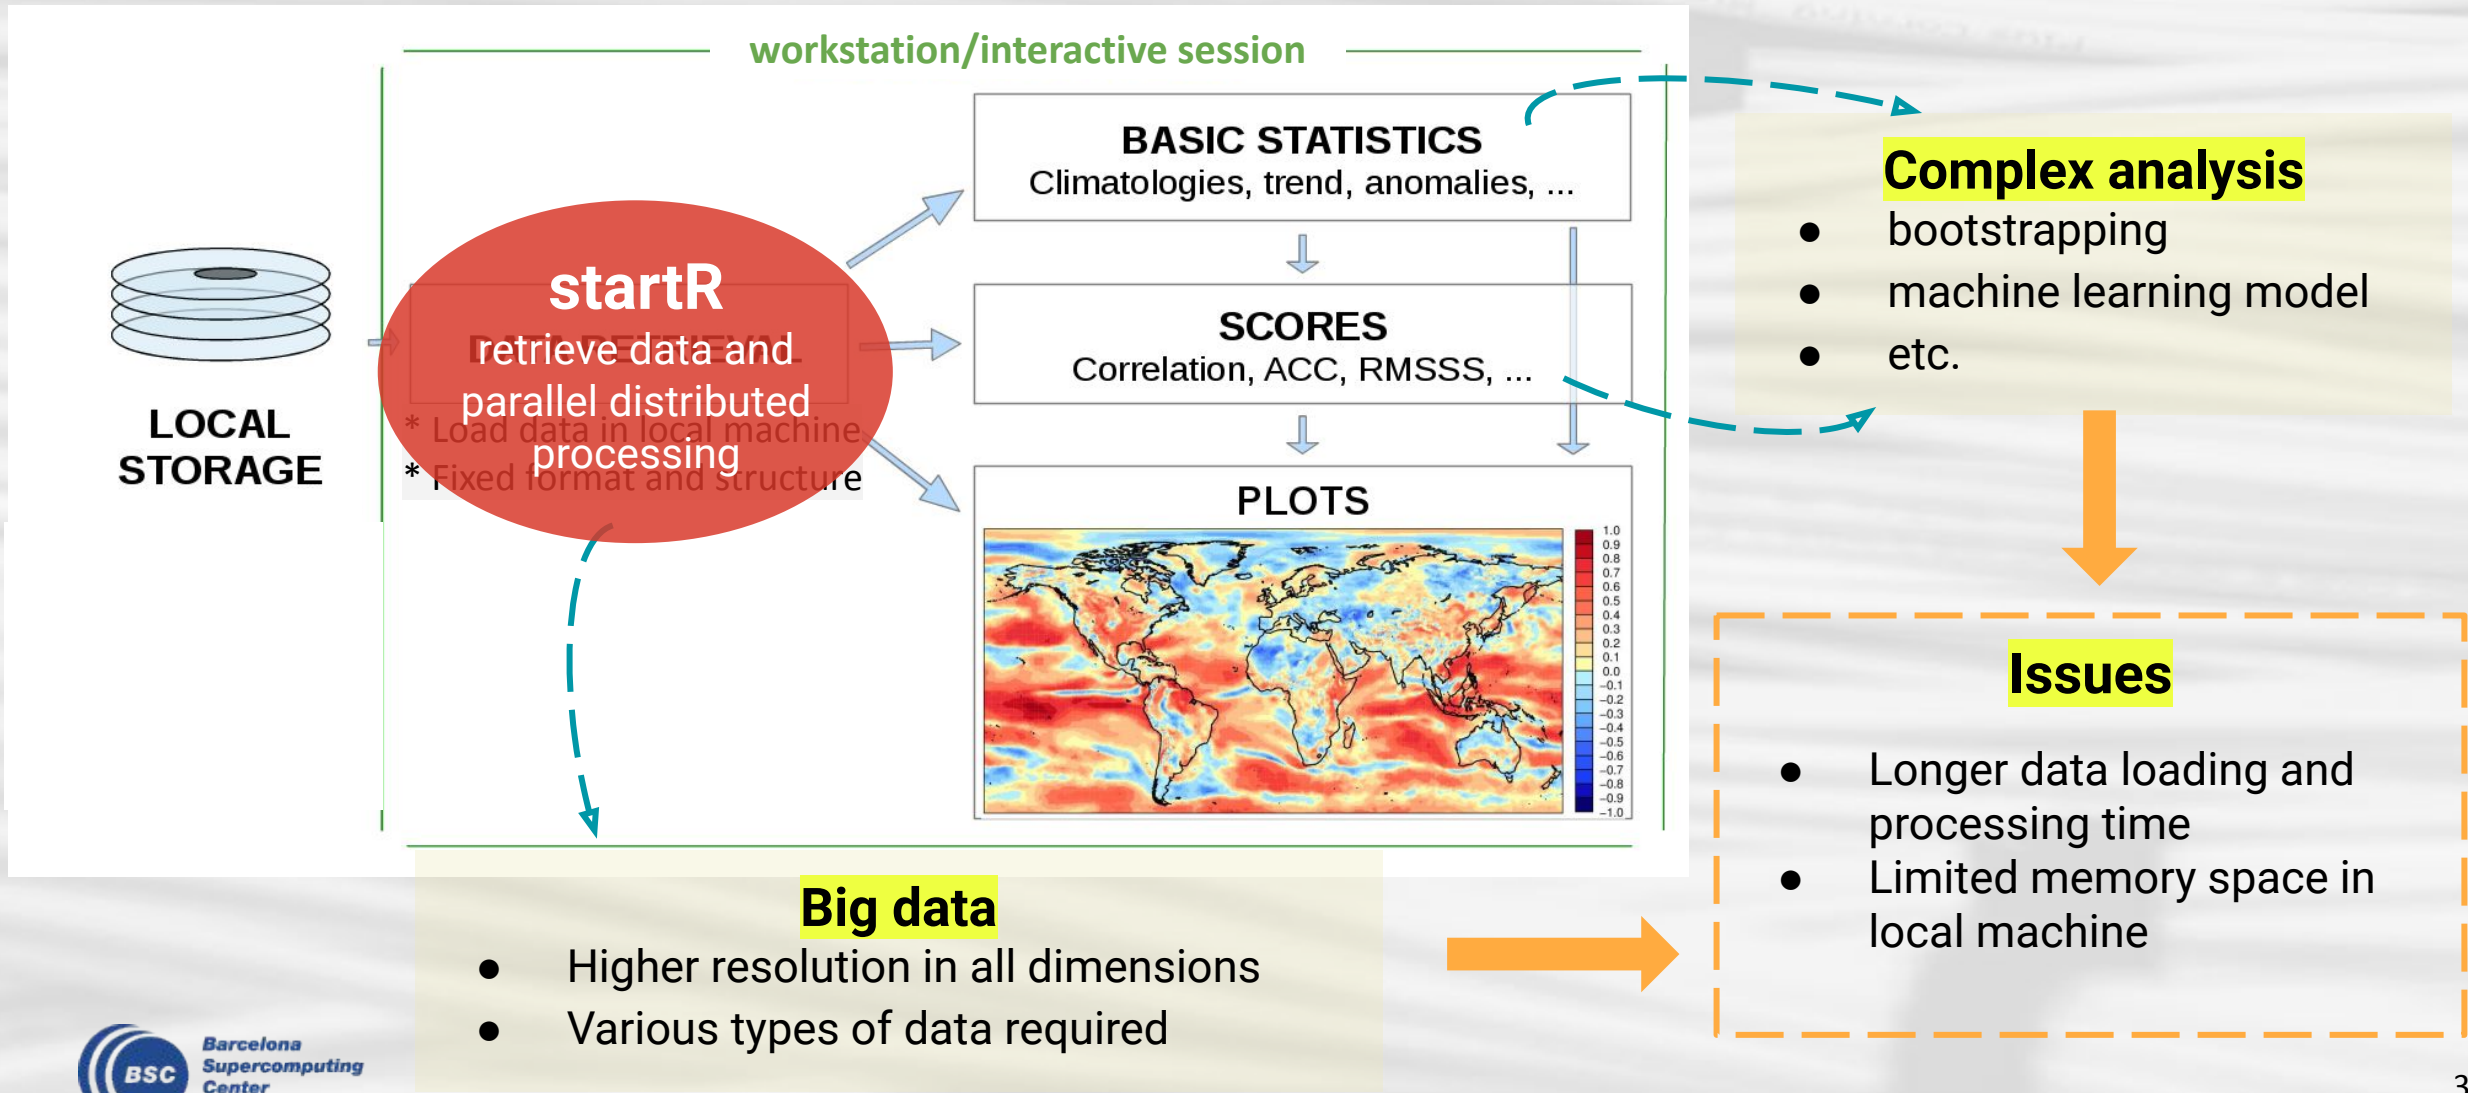 workstation/interactive session
BASIC STATISTICS
Climatologies, trend, anomalies, ...
SCORES
Correlation, ACC, RMSSS, ...
PLOTS
1.0
0.9
0.8
0.7
0.6
0.5
0.4
0.3
0.2
0.1
0.0
−0.1
−0.2
−0.3
−0.4
−0.5
−0.6
−0.7
−0.8
−0.9
−1.0
LOCAL
STORAGE
startR
retrieve data and
parallel distributed
processing
DATA RETRIEVAL
* Load data in local machine
* Fixed format and structure
Complex analysis
● bootstrapping
● machine learning model
● etc.
Issues
● Longer data loading and
processing time
● Limited memory space in
local machine
Big data
● Higher resolution in all dimensions
● Various types of data required
BSC
Barcelona
Supercomputing
Center
3